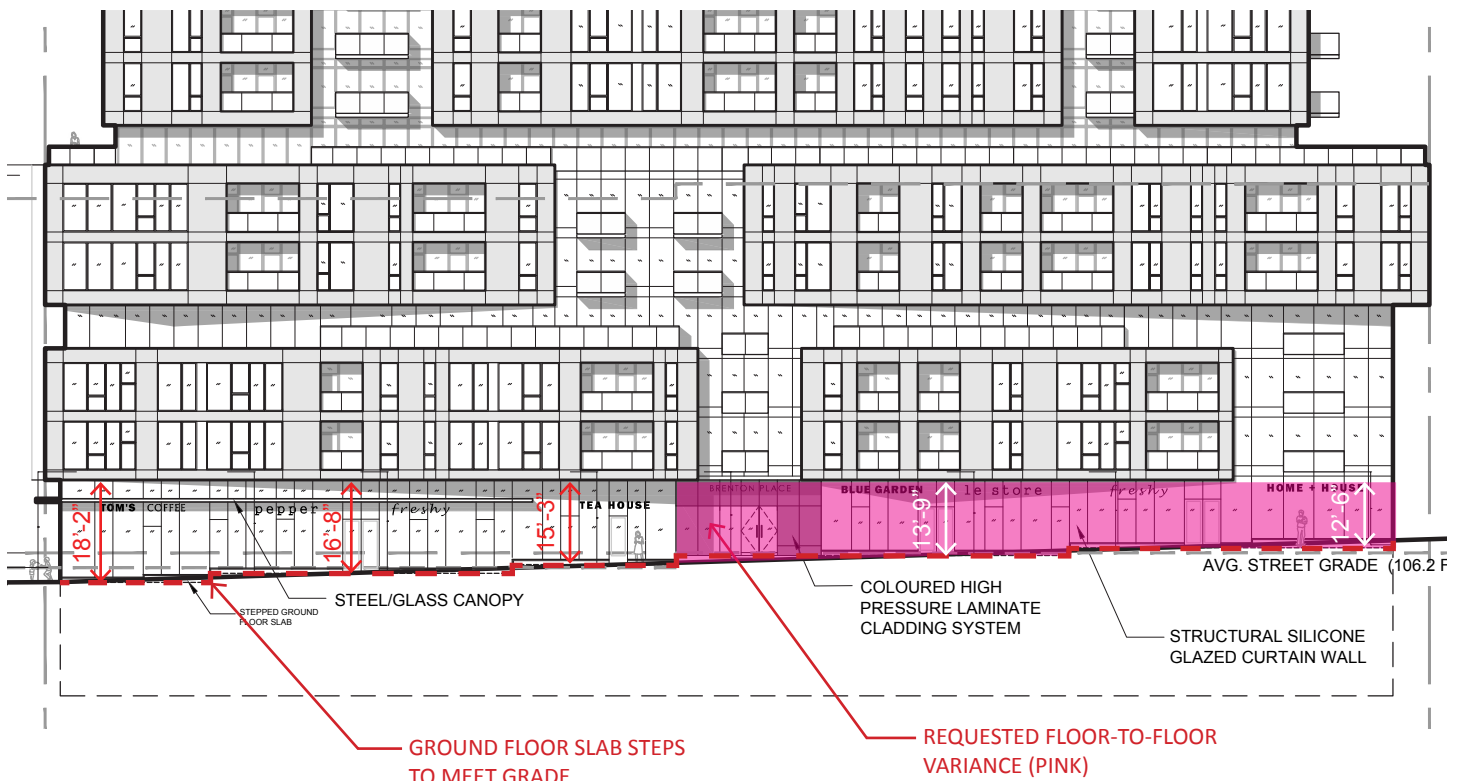 BRENTON PLACE
BLUE GARDEN
le store
freshy
HOME + HOUSE
TOM'S COFFEE
pepper
freshy
TEA HOUSE
18'-2"
16'-8"
15'-3"
13'-9"
12'-6"
AVG. STREET GRADE (106.2 F
STEEL/GLASS CANOPY
STEPPED GROUND
FLOOR SLAB
COLOURED HIGH
PRESSURE LAMINATE
CLADDING SYSTEM
STRUCTURAL SILICONE
GLAZED CURTAIN WALL
GROUND FLOOR SLAB STEPS
TO MEET GRADE
REQUESTED FLOOR-TO-FLOOR
VARIANCE (PINK)